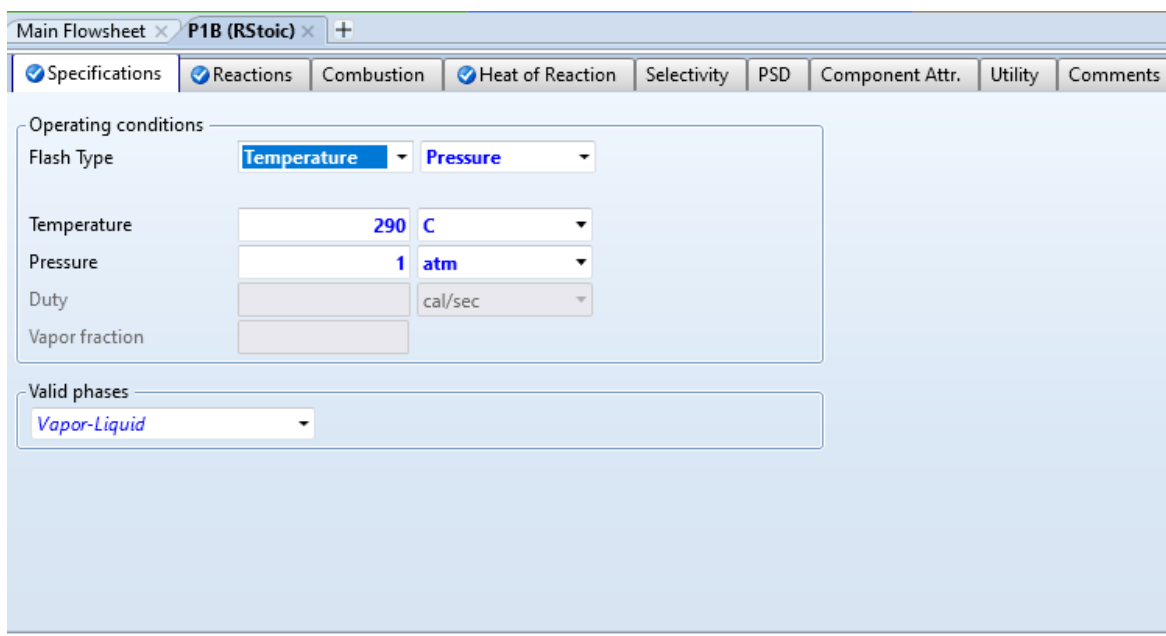 Main Flowsheet × P1B (RStoic) × +
Specifications Reactions Combustion Heat of Reaction Selectivity PSD Component Attr. Utility Comments
Operating conditions
Flash Type Temperature Pressure
Temperature 290 C
Pressure 1 atm
Duty cal/sec
Vapor fraction
Valid phases
Vapor-Liquid